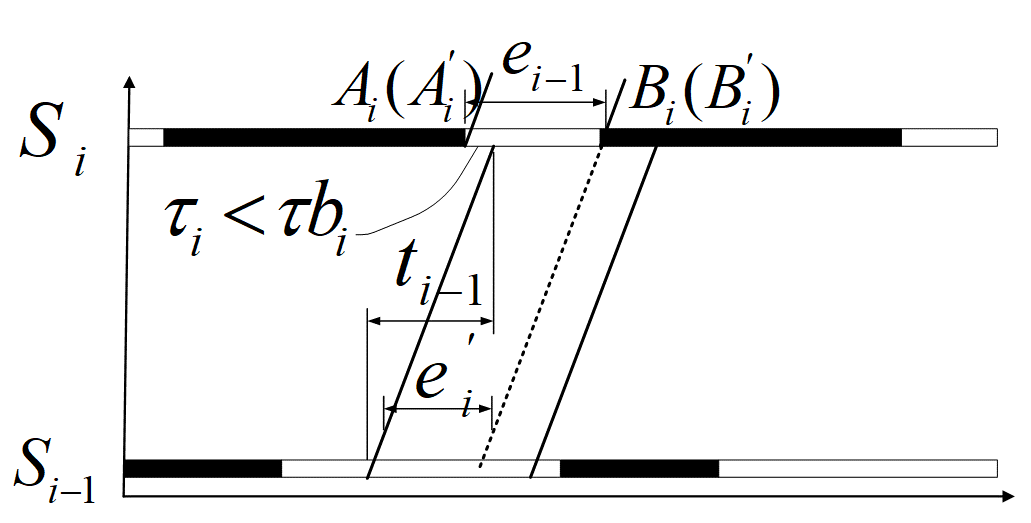 e_{i-1}
A_i(A_i')
B_i(B_i')
S_i
τ_i < τb_i
t_{i-1}
e_i'
S_{i-1}